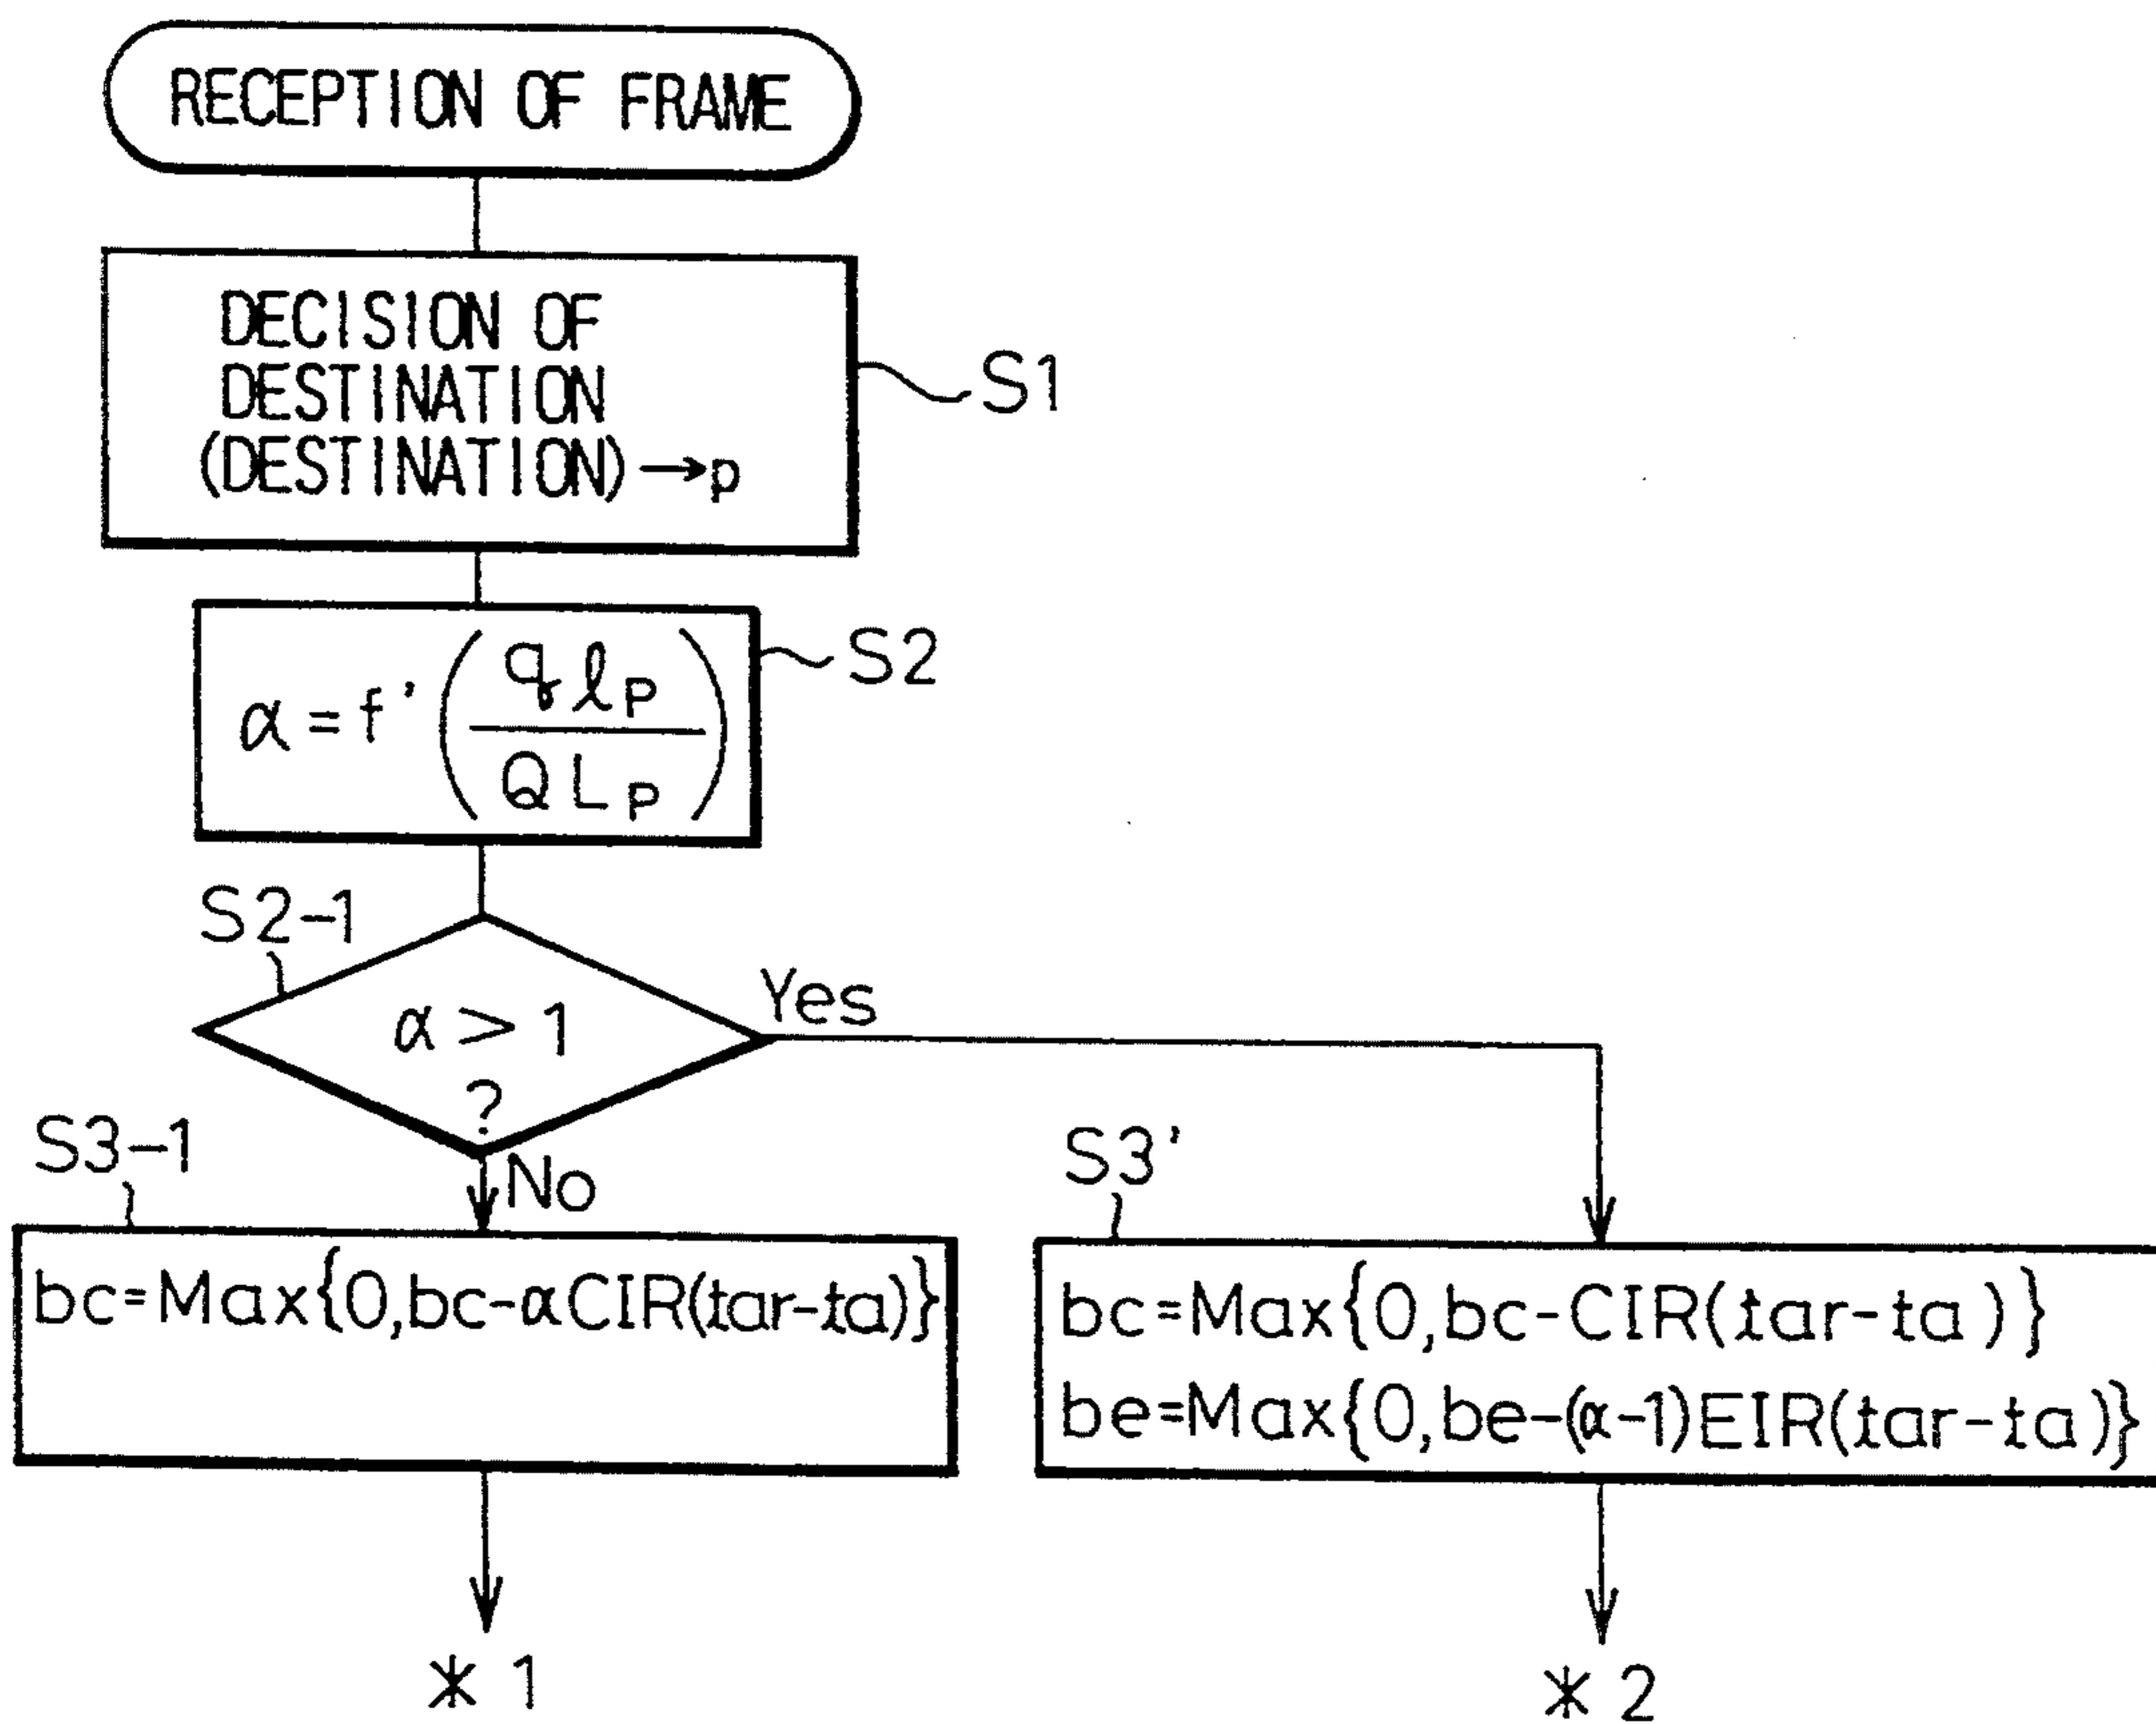 RECEPTION OF FRAME
DECISION OF
DESTINATION
(DESTINATION)→p
S1
α=f'(qℓp/QLp)
S2
S2-1
α>1
?
Yes
No
S3-1
bc=Max{0,bc-αCIR(tar-ta)}
S3'
bc=Max{0,bc-CIR(tar-ta)}
be=Max{0,be-(α-1)EIR(tar-ta)}
*1
*2